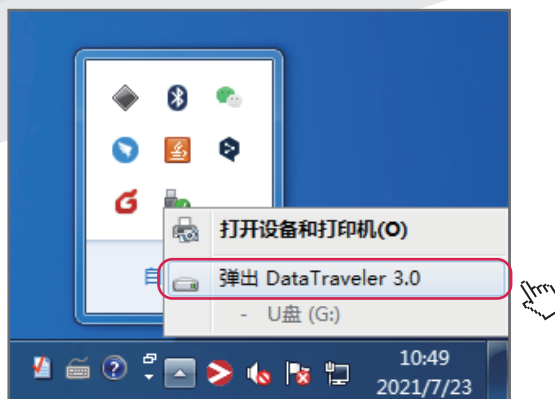 打开设备和打印机(O)
自
弹出 DataTraveler 3.0
- U盘 (G:)
10:49
2021/7/23